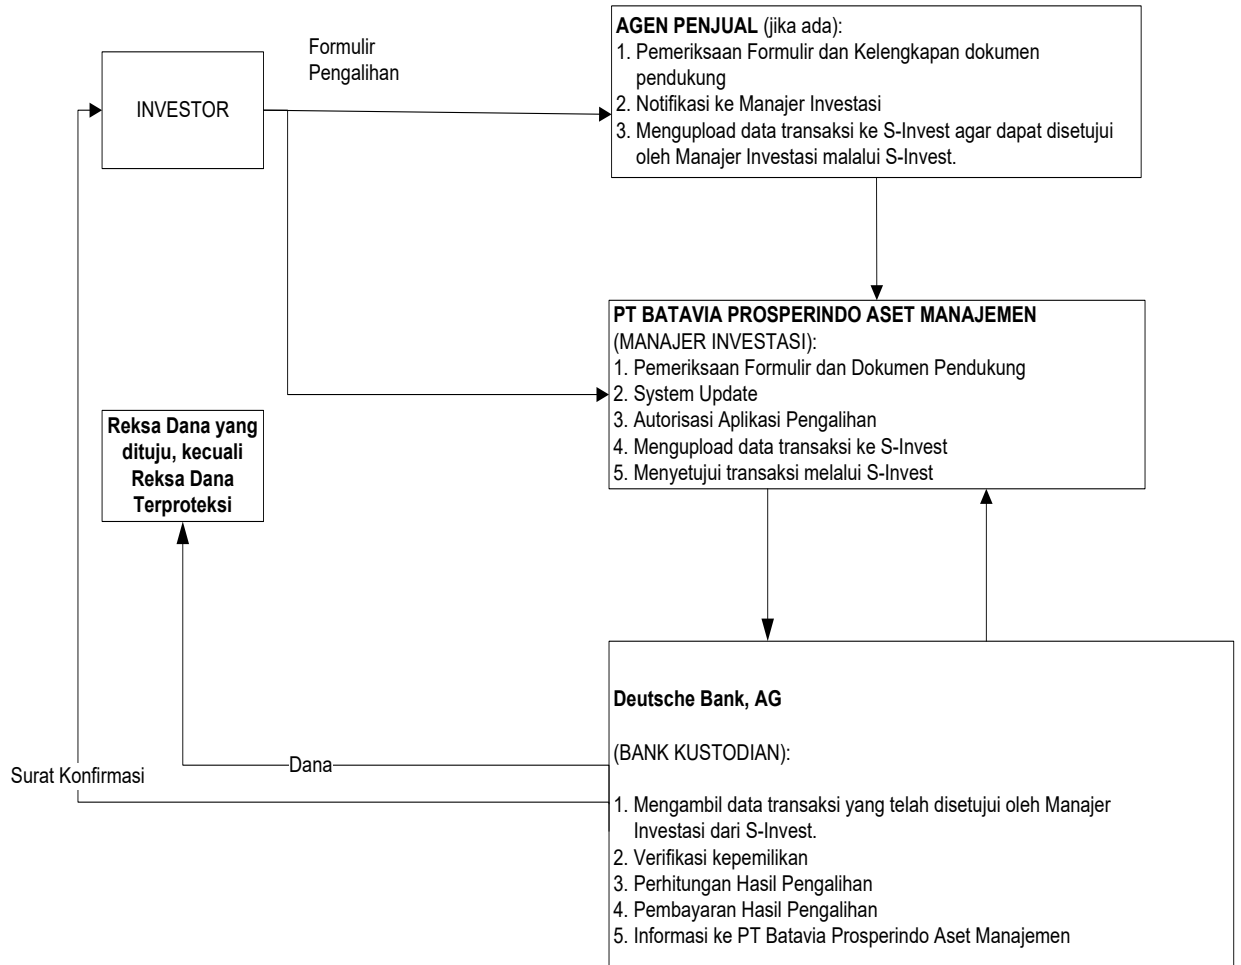 Formulir
Pengalihan
INVESTOR
AGEN PENJUAL (jika ada):
1. Pemeriksaan Formulir dan Kelengkapan dokumen
pendukung
2. Notifikasi ke Manajer Investasi
3. Mengupload data transaksi ke S-Invest agar dapat disetujui
oleh Manajer Investasi malalui S-Invest.
PT BATAVIA PROSPERINDO ASET MANAJEMEN
(MANAJER INVESTASI):
1. Pemeriksaan Formulir dan Dokumen Pendukung
2. System Update
3. Autorisasi Aplikasi Pengalihan
4. Mengupload data transaksi ke S-Invest
5. Menyetujui transaksi melalui S-Invest
Reksa Dana yang
dituju, kecuali
Reksa Dana
Terproteksi
Surat Konfirmasi
Dana
Deutsche Bank, AG
(BANK KUSTODIAN):
1. Mengambil data transaksi yang telah disetujui oleh Manajer
Investasi dari S-Invest.
2. Verifikasi kepemilikan
3. Perhitungan Hasil Pengalihan
4. Pembayaran Hasil Pengalihan
5. Informasi ke PT Batavia Prosperindo Aset Manajemen